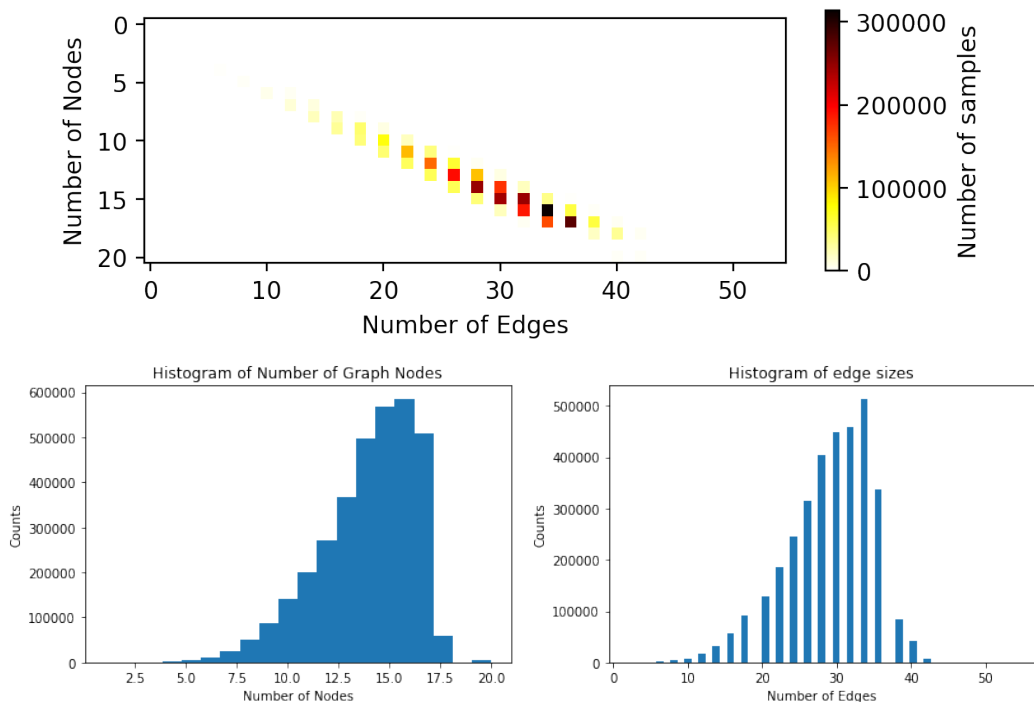 0
5
10
15
20
Number of Nodes
0 10 20 30 40 50
Number of Edges
300000
200000
100000
0
Number of samples
Histogram of Number of Graph Nodes
600000
500000
400000
300000
200000
100000
0
Counts
2.5 5.0 7.5 10.0 12.5 15.0 17.5 20.0
Number of Nodes
Histogram of edge sizes
500000
400000
300000
200000
100000
0
Counts
0 10 20 30 40 50
Number of Edges